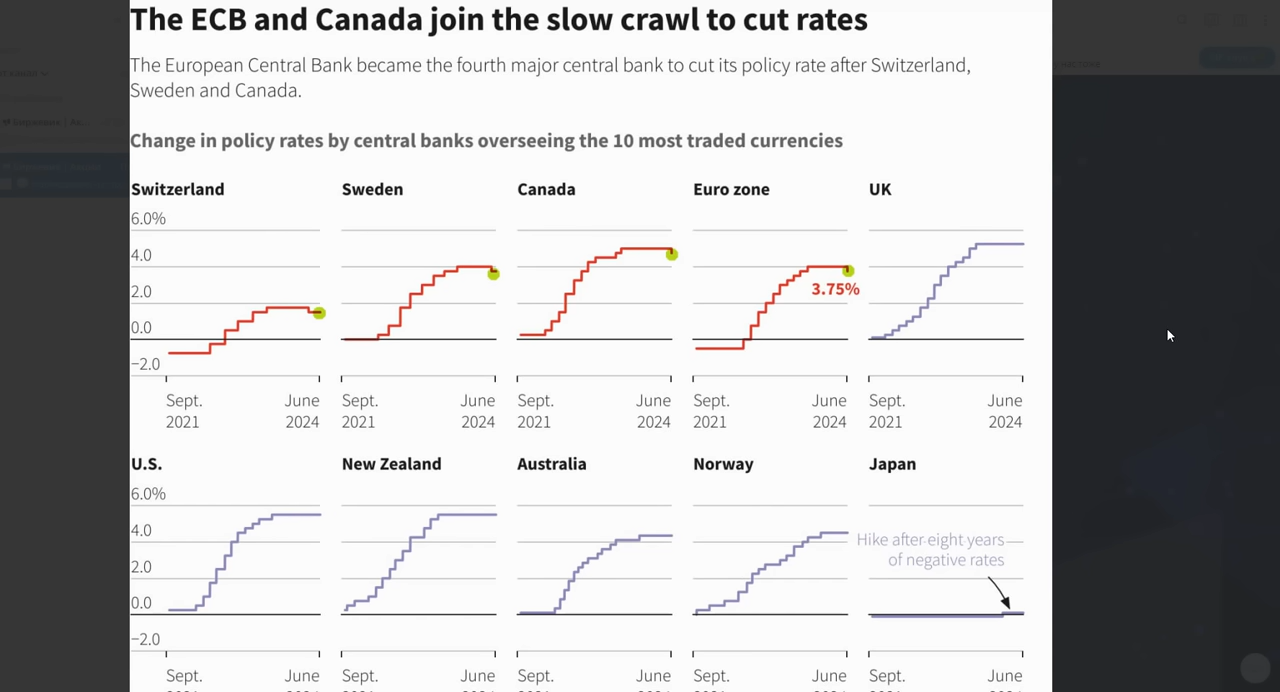 The ECB and Canada join the slow crawl to cut rates
The European Central Bank became the fourth major central bank to cut its policy rate after Switzerland,
Sweden and Canada.
Change in policy rates by central banks overseeing the 10 most traded currencies
Switzerland Sweden Canada Euro zone UK
6.0%
4.0
2.0
3.75%
0.0
−2.0
Sept. June Sept. June Sept. June Sept. June Sept. June
2021 2024 2021 2024 2021 2024 2021 2024 2021 2024
U.S. New Zealand Australia Norway Japan
6.0%
4.0
Hike after eight years
of negative rates
2.0
0.0
−2.0
Sept. June Sept. June Sept. June Sept. June Sept. June